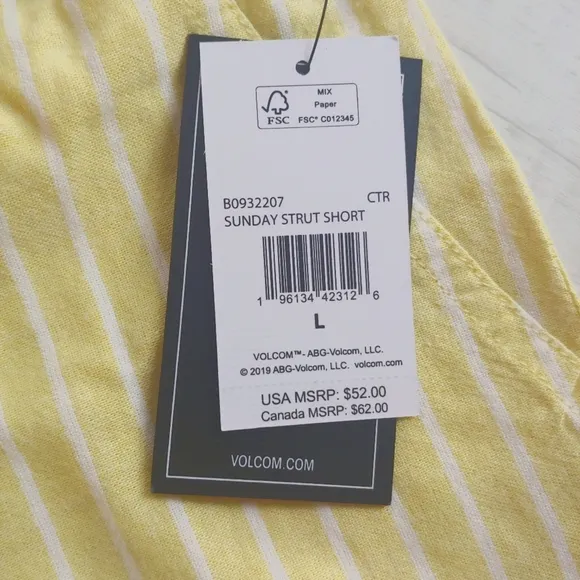 MIX
Paper
FSC® C012345
FSC
B0932207 CTR
SUNDAY STRUT SHORT
1 96134 42312 6
L
VOLCOM™- ABG-Volcom, LLC.
© 2019 ABG-Volcom, LLC. volcom.com
USA MSRP: $52.00
Canada MSRP: $62.00
VOLCOM.COM